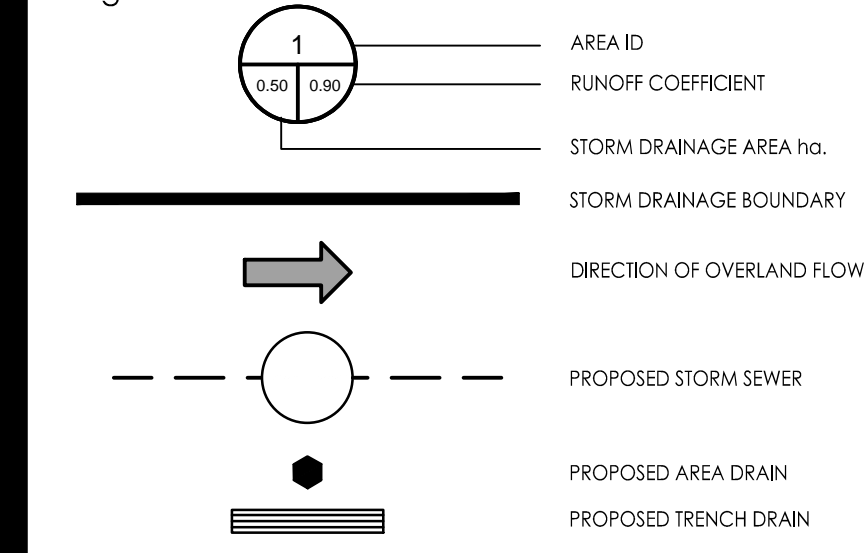 1
AREA ID
0.50 0.90
RUNOFF COEFFICIENT
STORM DRAINAGE AREA ha.
STORM DRAINAGE BOUNDARY
DIRECTION OF OVERLAND FLOW
PROPOSED STORM SEWER
PROPOSED AREA DRAIN
PROPOSED TRENCH DRAIN